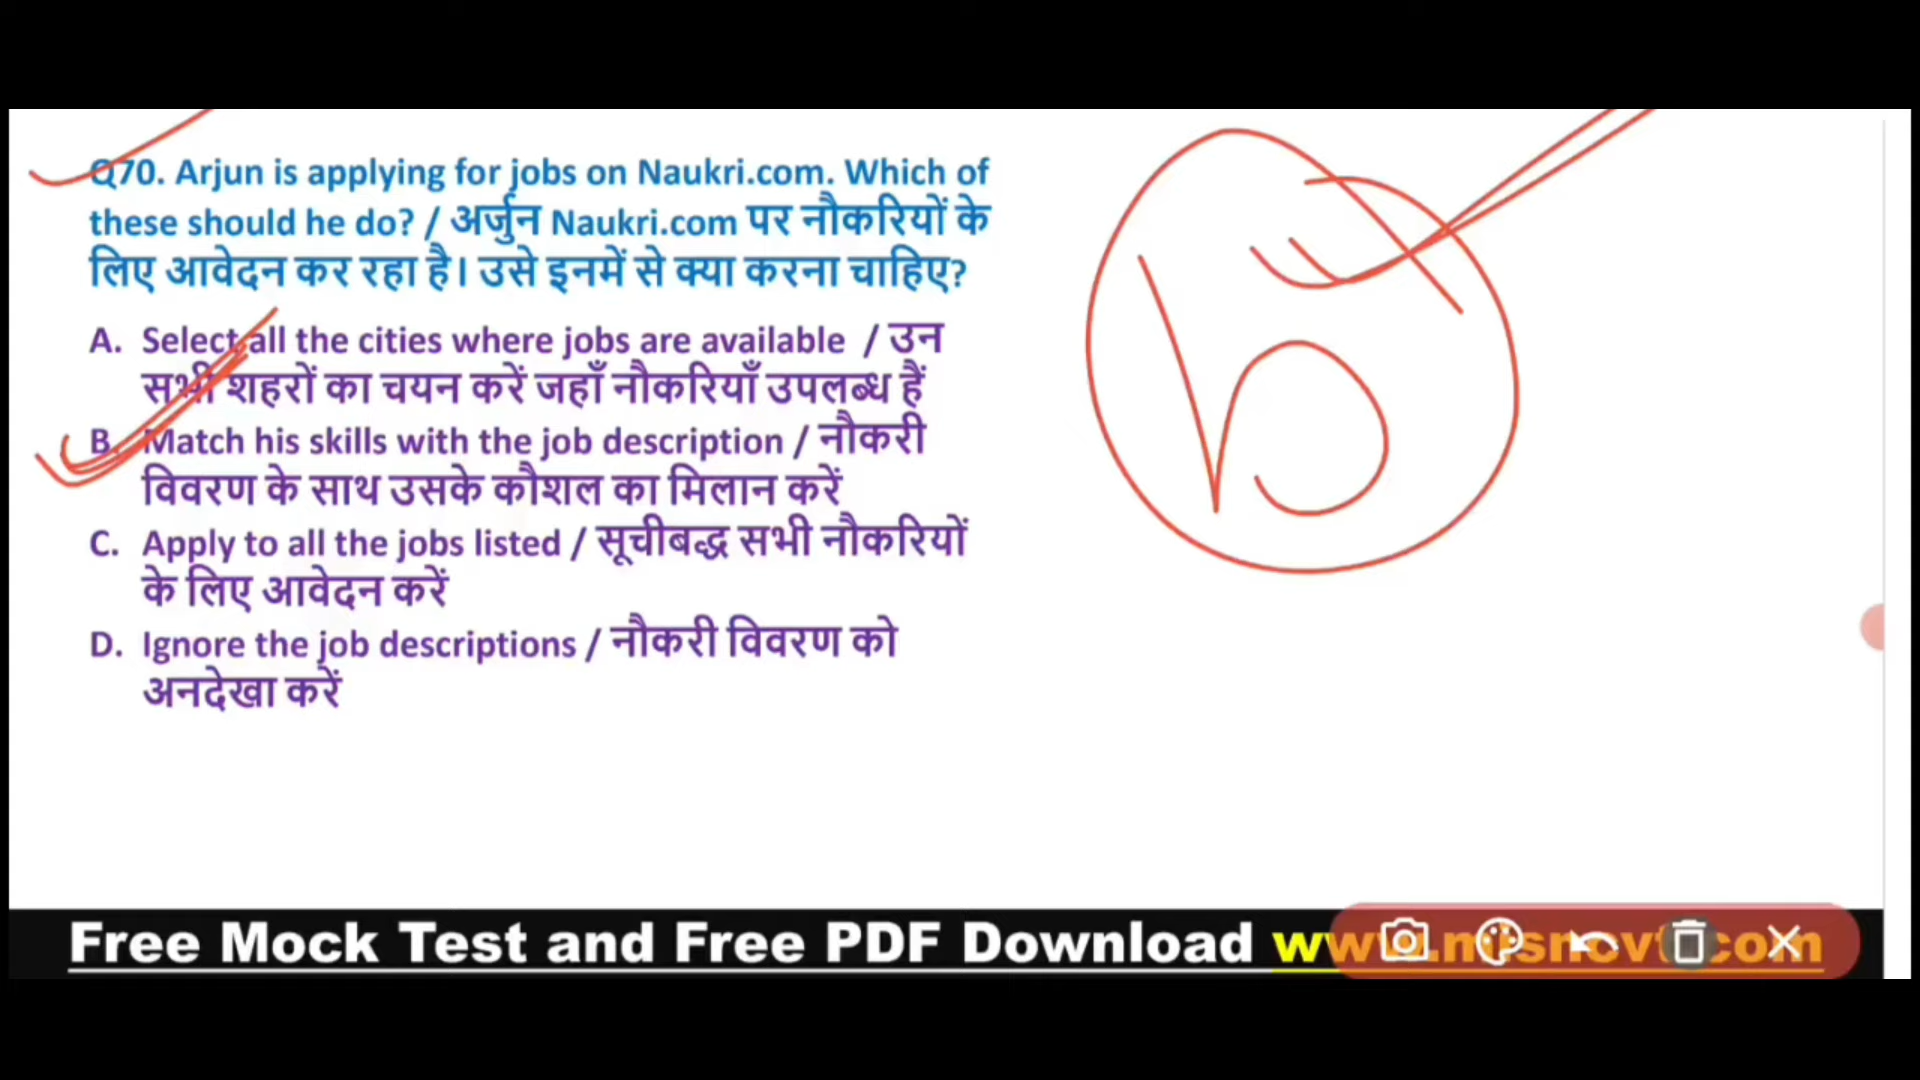 Q70. Arjun is applying for jobs on Naukri.com. Which of
these should he do? / अर्जुन Naukri.com पर नौकरियों के
लिए आवेदन कर रहा है। उसे इनमें से क्या करना चाहिए?
A. Select all the cities where jobs are available / उन
सभी शहरों का चयन करें जहाँ नौकरियाँ उपलब्ध हैं
B. Match his skills with the job description / नौकरी
विवरण के साथ उसके कौशल का मिलान करें
C. Apply to all the jobs listed / सूचीबद्ध सभी नौकरियों
के लिए आवेदन करें
D. Ignore the job descriptions / नौकरी विवरण को
अनदेखा करें
Free Mock Test and Free PDF Download